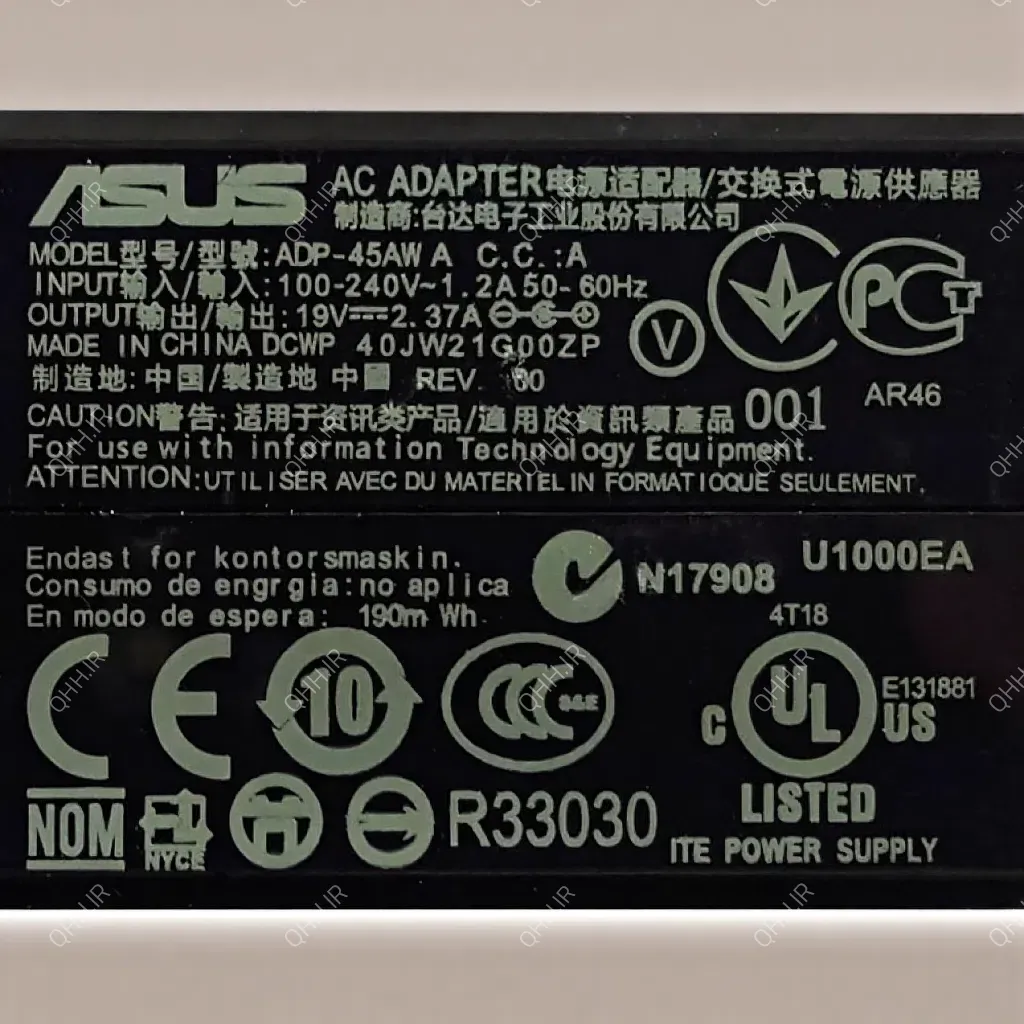 ASUS AC ADAPTER电源适配器/交换式電源供應器
制造商:台达电子工业股份有限公司
MODEL型号/型號:ADP-45AW A C.C.:A
INPUT输入/輸入:100-240V~1.2A 50-60Hz
OUTPUT输出/輸出:19V⎓2.37A
V
MADE IN CHINA DCWP 40JW21G00ZP
制造地:中国/製造地 中國 REV.
PG
AR46
CAUTION警告:适用于资讯类产品/適用於資訊類產品 001
For use with information Technology Equipment.
ATTENTION:UTILISER AVEC DU MATERIEL IN FORMATIOQUE SEULEMENT.
Endast for kontorsmaskin.
Consumo de engrgia:no aplica
En modo de espera: 190m Wh
N17908
U1000EA
4T18
CE
10
CCC S&E
C UL US
E131881
LISTED
ITE POWER SUPPLY
NOM
NYCE
R33030
QHH.IR